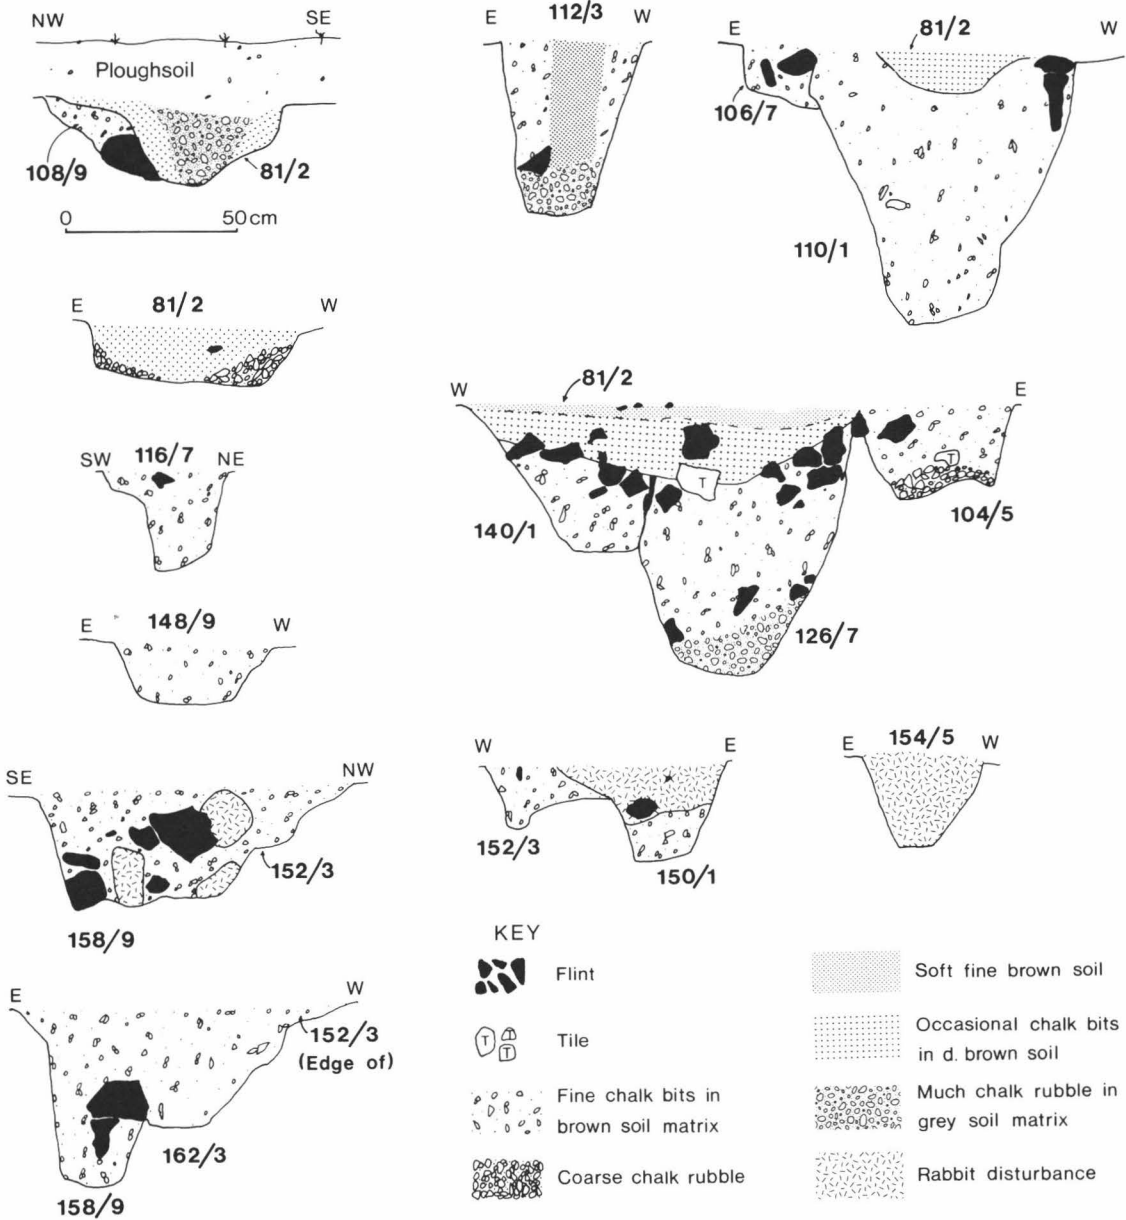 NW SE
Ploughsoil
108/9 81/2
0 50 cm
E 112/3 W
E 81/2 W
106/7
110/1
E 81/2 W
SW 116/7 NE
E 148/9 W
W 81/2 E
T T
140/1 104/5
126/7
SE NW
152/3
158/9
W E
152/3
150/1
E 154/5 W
E W
152/3
(Edge of)
162/3
158/9
KEY
Flint
T T T Tile
Fine chalk bits in
brown soil matrix
Coarse chalk rubble
Soft fine brown soil
Occasional chalk bits
in d. brown soil
Much chalk rubble in
grey soil matrix
Rabbit disturbance